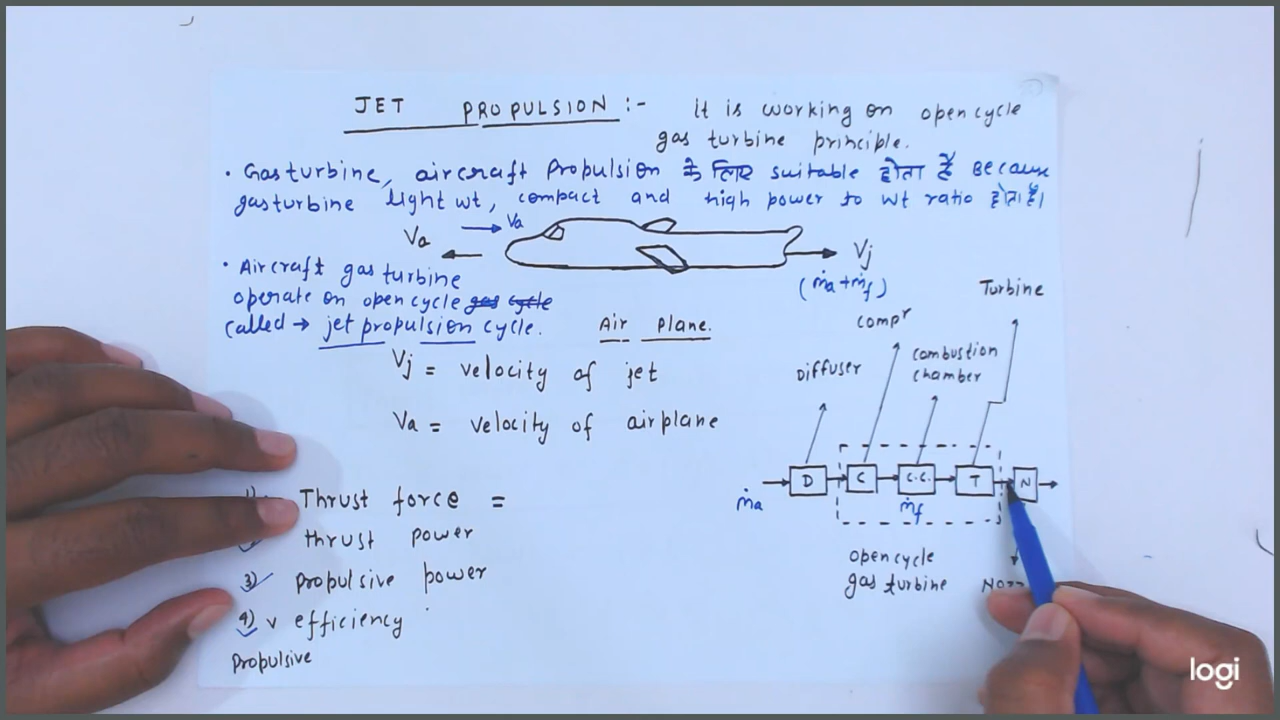 JET PROPULSION :- it is working on open cycle
gas turbine principle.
• Gasturbine, aircraft Propulsion के लिए suitable होता है Because
gasturbine light wt, compact and high power to wt ratio होता है।
Va
Va
Vj
(ṁa+ṁf)
• Aircraft gas turbine
operate on open cycle gas cycle
called → jet propulsion cycle.
Air Plane.
Vj = velocity of jet
Va = velocity of airplane
Turbine
compr
combustion
chamber
Diffuser
D
C
C.C.
T
N
ṁa
ṁf
open cycle
gas turbine
1) Thrust force =
thrust power
3) propulsive power
4) v efficiency
Propulsive
logi